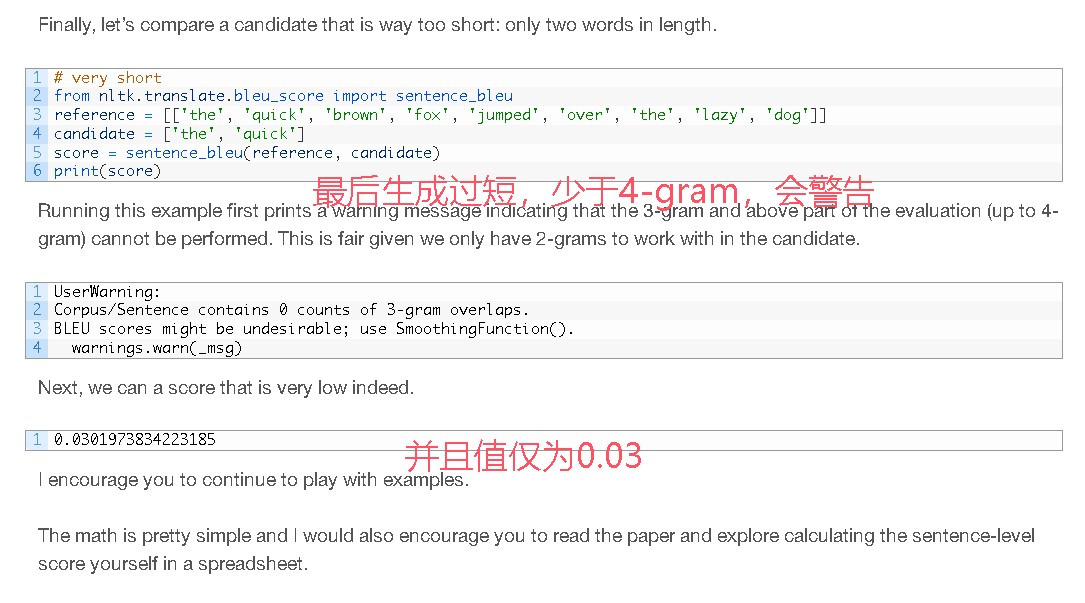 Finally, let's compare a candidate that is way too short: only two words in length.
1 # very short
2 from nltk.translate.bleu_score import sentence_bleu
3 reference = [['the', 'quick', 'brown', 'fox', 'jumped', 'over', 'the', 'lazy', 'dog']]
4 candidate = ['the', 'quick']
5 score = sentence_bleu(reference, candidate)
6 print(score)
最后生成过短，少于4-gram，会警告
Running this example first prints a warning message indicating that the 3-gram and above part of the evaluation (up to 4-
gram) cannot be performed. This is fair given we only have 2-grams to work with in the candidate.
1 UserWarning:
2 Corpus/Sentence contains 0 counts of 3-gram overlaps.
3 BLEU scores might be undesirable; use SmoothingFunction().
4 warnings.warn(_msg)
Next, we can a score that is very low indeed.
1 0.0301973834223185
并且值仅为0.03
I encourage you to continue to play with examples.
The math is pretty simple and I would also encourage you to read the paper and explore calculating the sentence-level
score yourself in a spreadsheet.